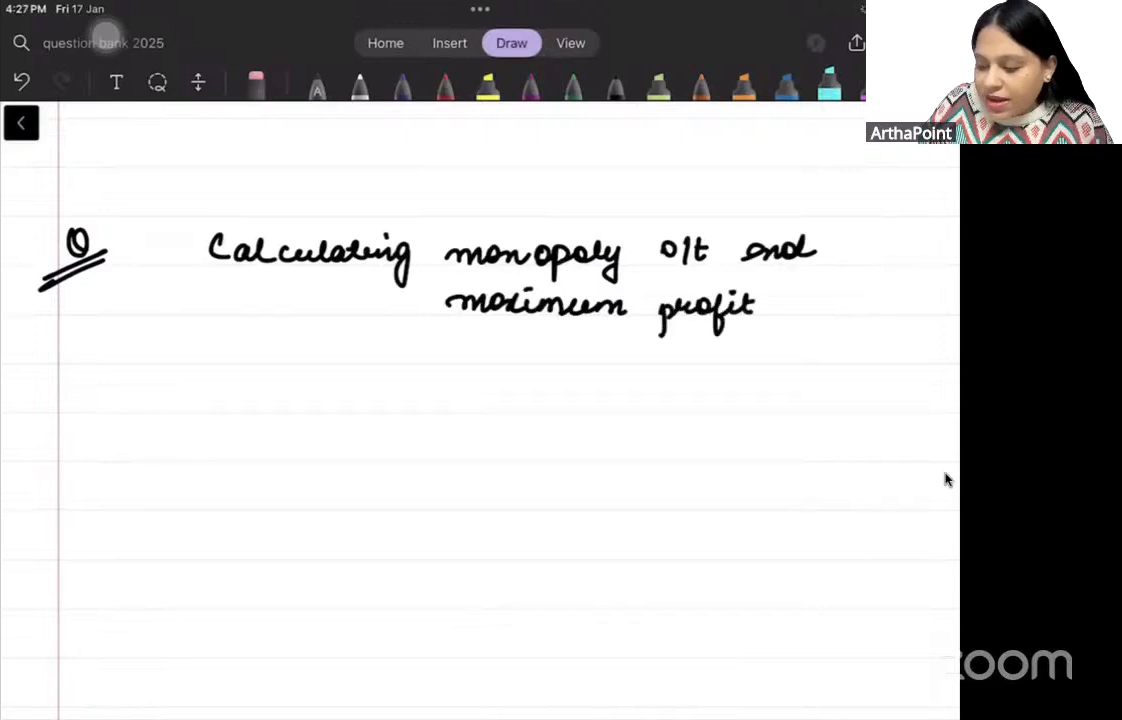 4:27 PM Fri 17 Jan
question bank 2025
Home Insert Draw View
T
A
ArthaPoint
Q Calculating monopoly o/t and
maximum profit
zoom